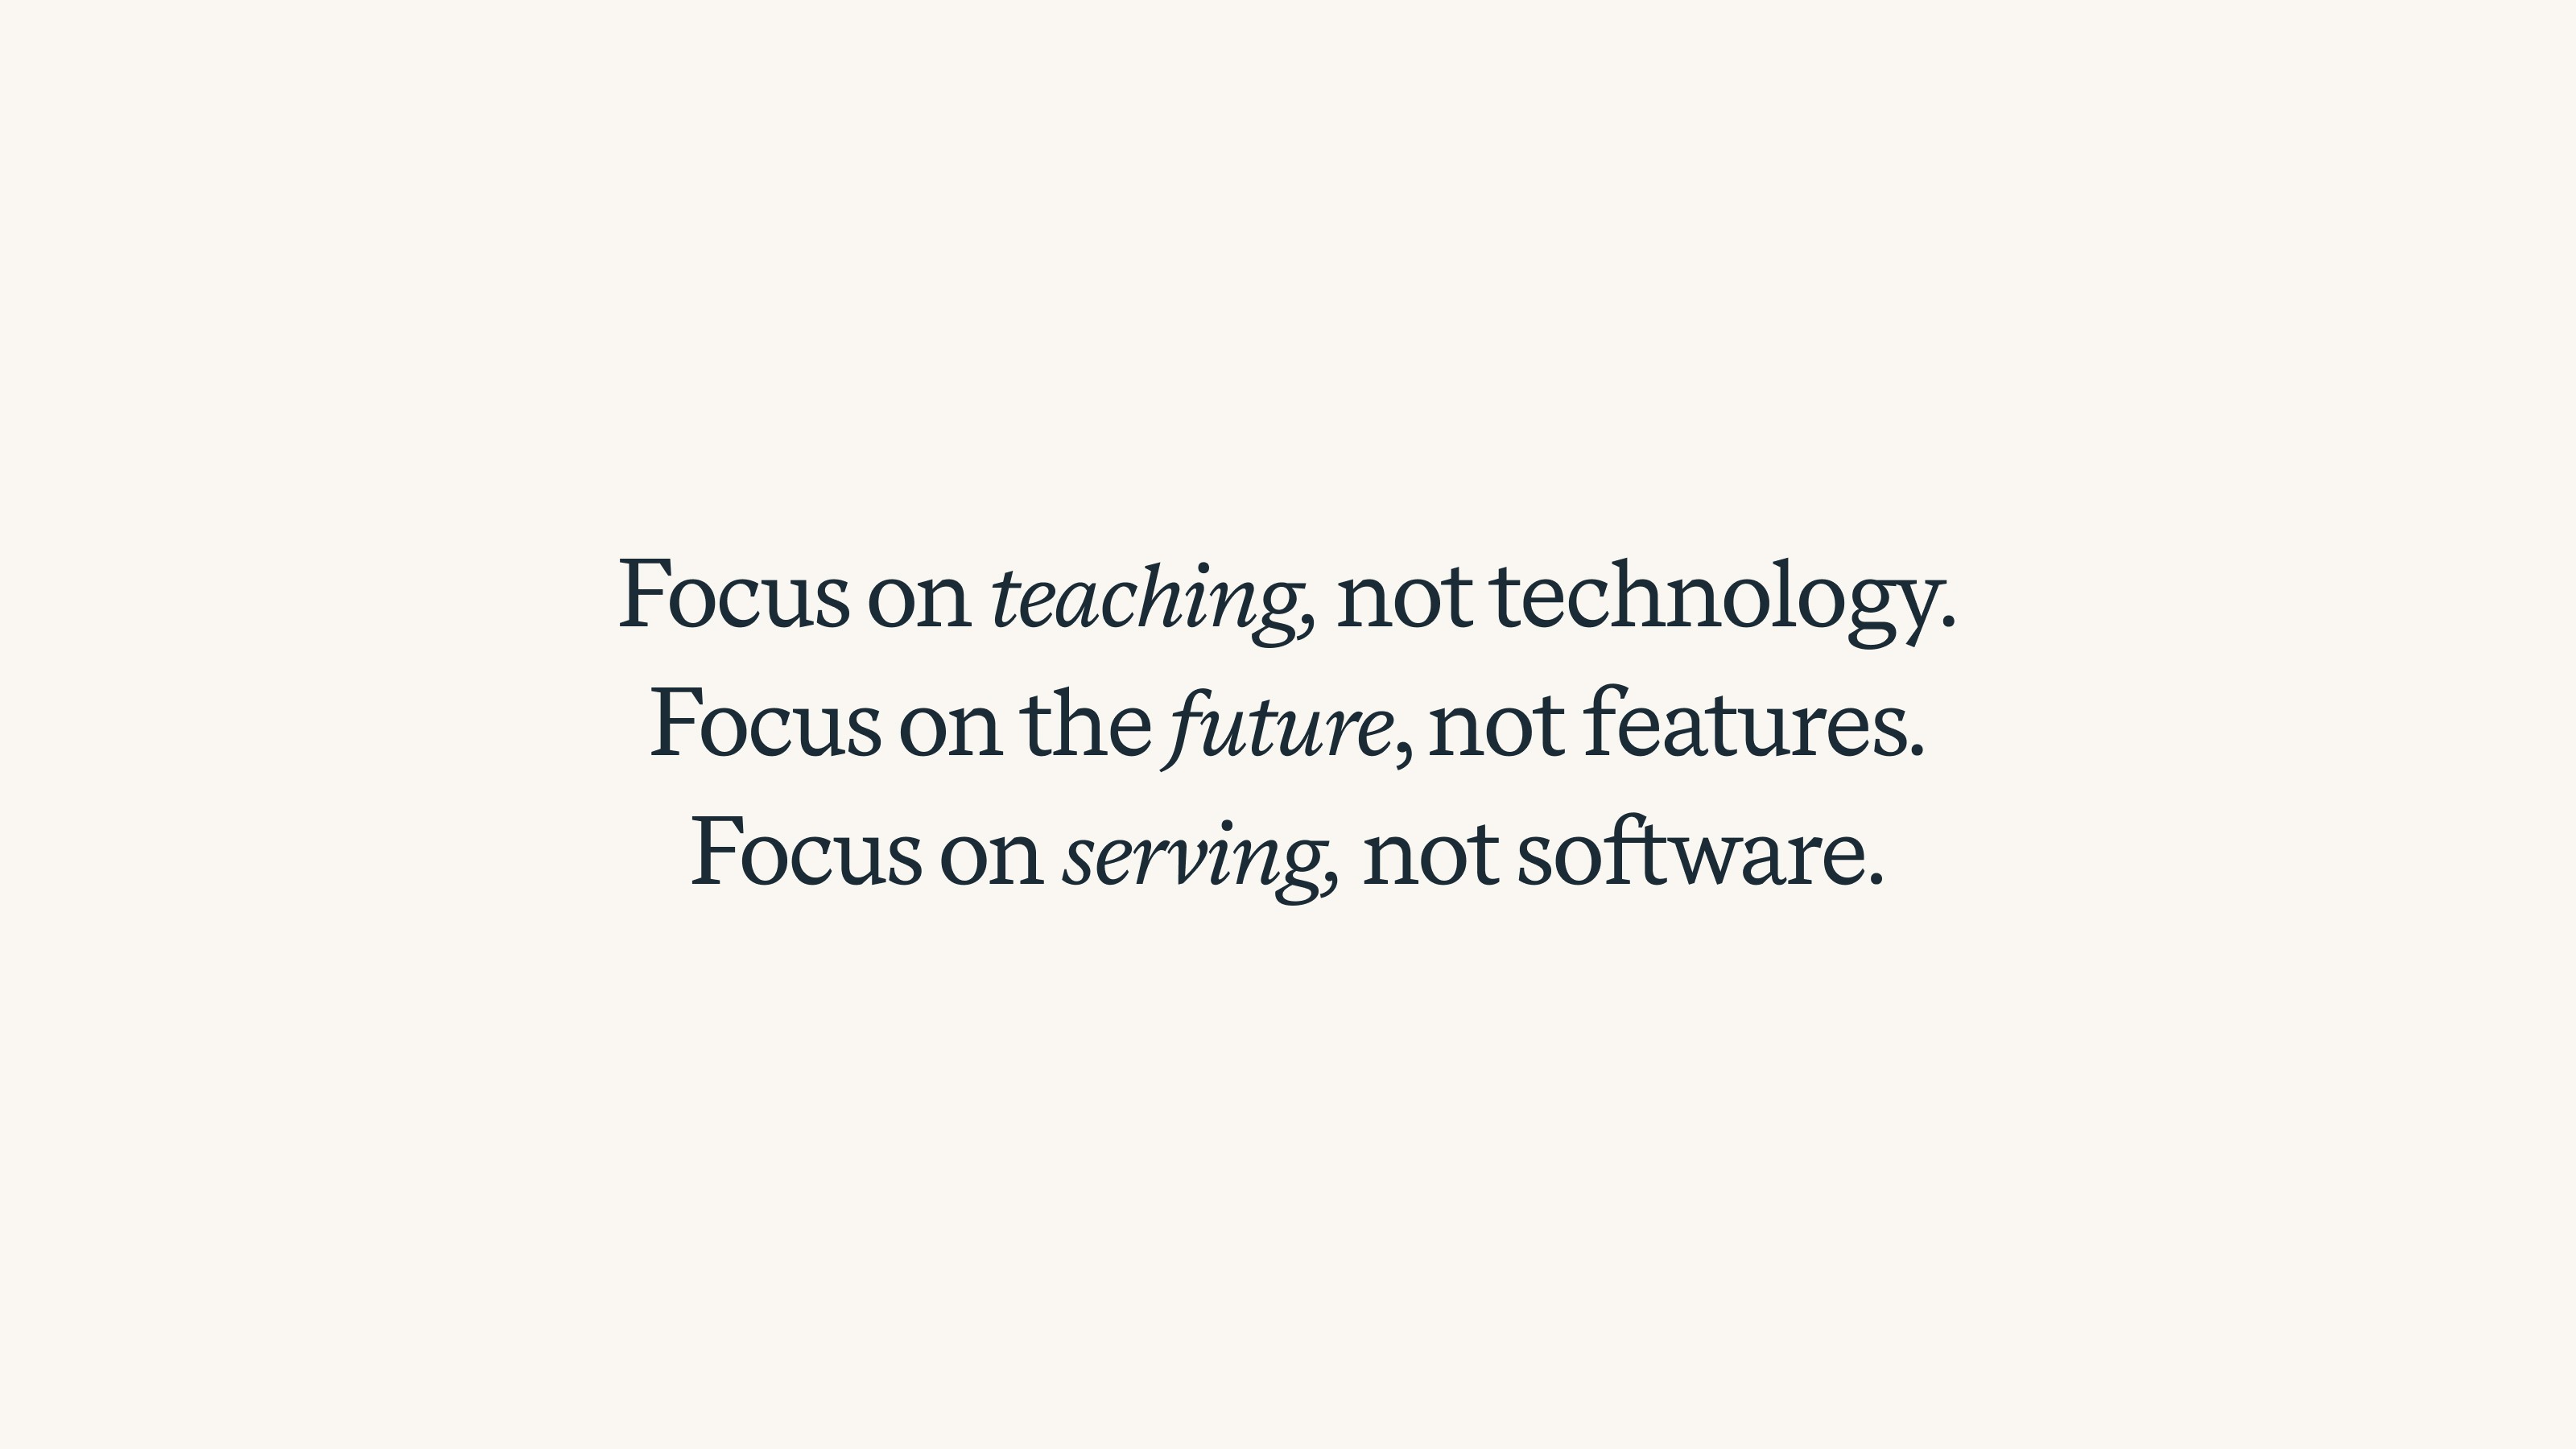 Focus on teaching, not technology.
Focus on the future, not features.
Focus on serving, not software.